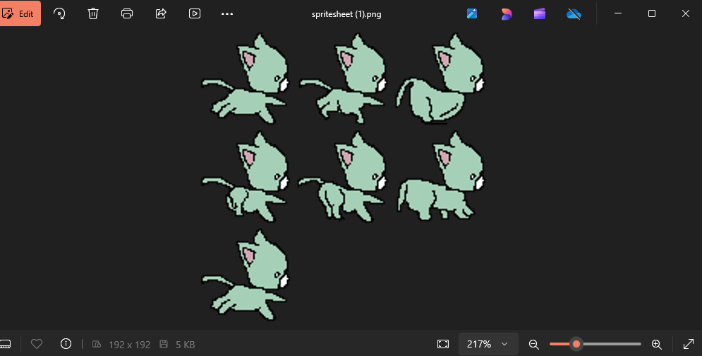 Edit
spritesheet (1).png
192 x 192
5 KB
217%